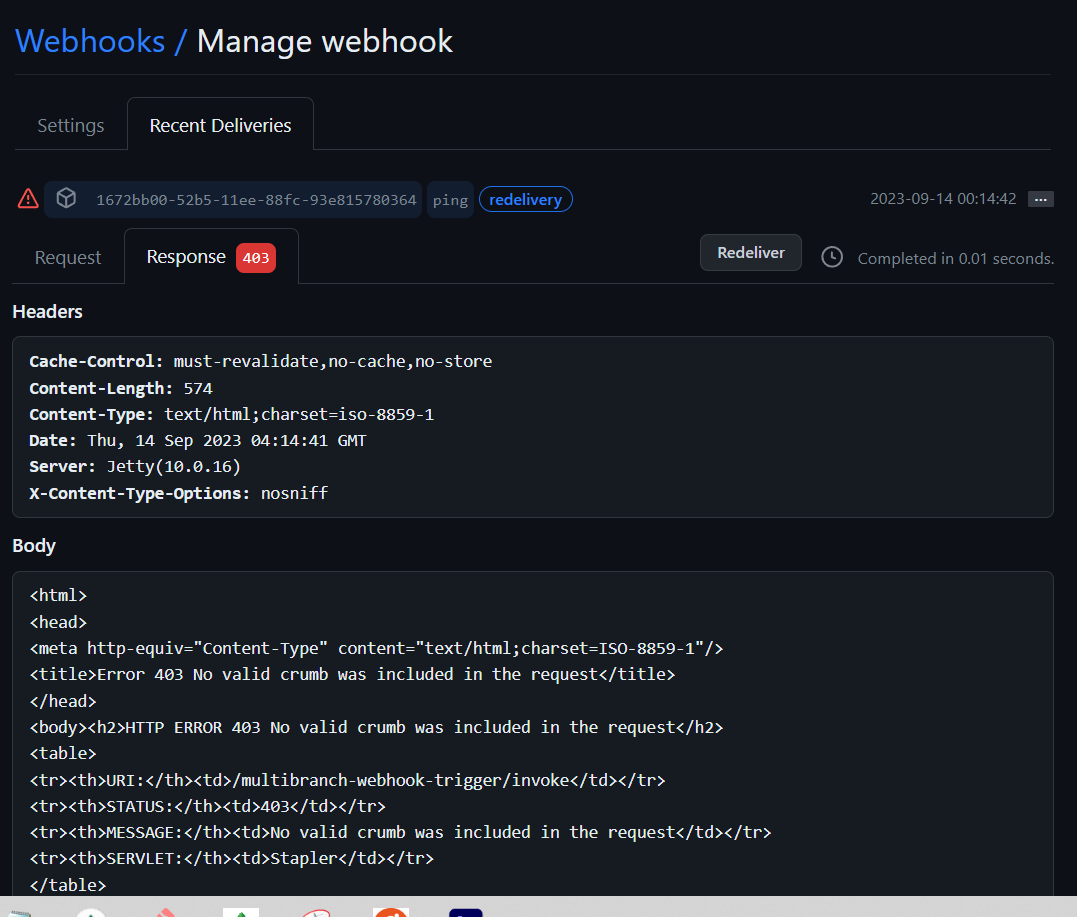 Webhooks / Manage webhook
Settings
Recent Deliveries
1672bb00-52b5-11ee-88fc-93e815780364 ping redelivery 2023-09-14 00:14:42 ...
Request
Response 403
Redeliver
Completed in 0.01 seconds.
Headers
Cache-Control: must-revalidate,no-cache,no-store
Content-Length: 574
Content-Type: text/html;charset=iso-8859-1
Date: Thu, 14 Sep 2023 04:14:41 GMT
Server: Jetty(10.0.16)
X-Content-Type-Options: nosniff
Body
<html>
<head>
<meta http-equiv="Content-Type" content="text/html;charset=ISO-8859-1"/>
<title>Error 403 No valid crumb was included in the request</title>
</head>
<body><h2>HTTP ERROR 403 No valid crumb was included in the request</h2>
<table>
<tr><th>URI:</th><td>/multibranch-webhook-trigger/invoke</td></tr>
<tr><th>STATUS:</th><td>403</td></tr>
<tr><th>MESSAGE:</th><td>No valid crumb was included in the request</td></tr>
<tr><th>SERVLET:</th><td>Stapler</td></tr>
</table>